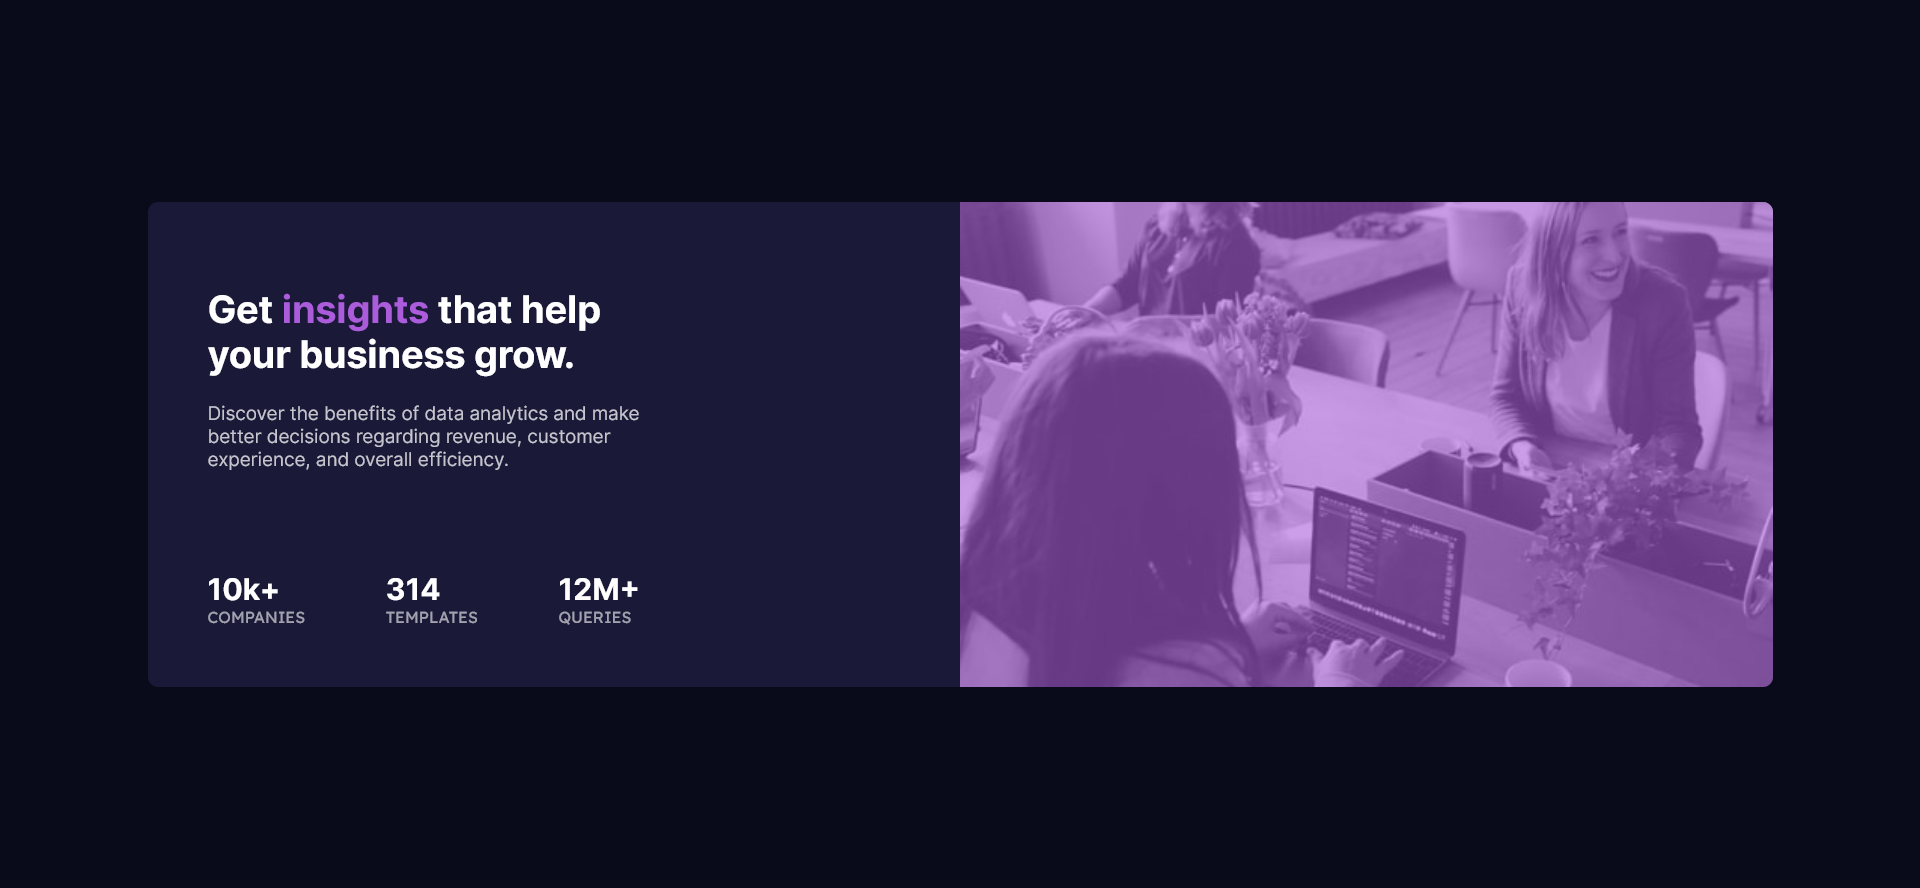 Get insights that help
your business grow.
Discover the benefits of data analytics and make
better decisions regarding revenue, customer
experience, and overall efficiency.
10k+
COMPANIES
314
TEMPLATES
12M+
QUERIES